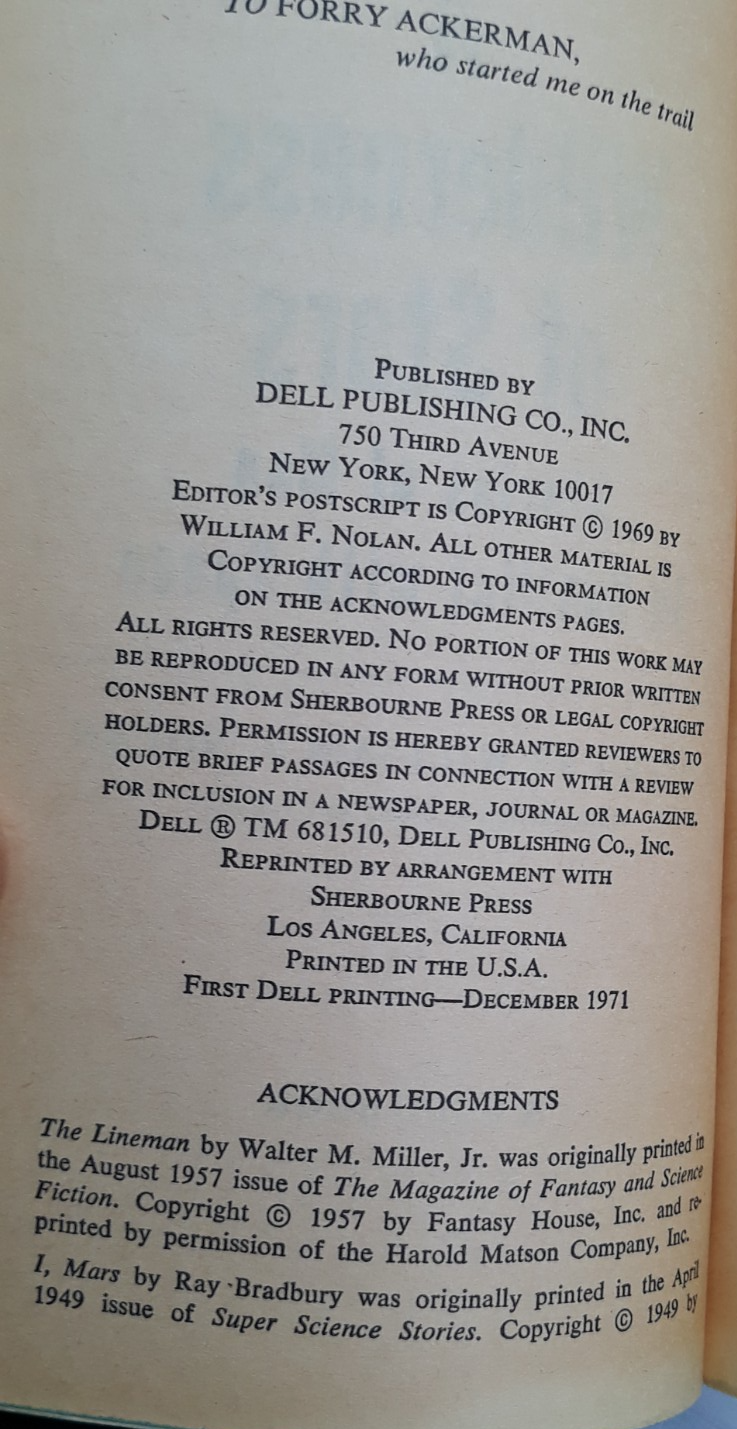 TO FORRY ACKERMAN,
who started me on the trail
PUBLISHED BY
DELL PUBLISHING CO., INC.
750 THIRD AVENUE
NEW YORK, NEW YORK 10017
EDITOR'S POSTSCRIPT IS COPYRIGHT © 1969 BY
WILLIAM F. NOLAN. ALL OTHER MATERIAL IS
COPYRIGHT ACCORDING TO INFORMATION
ON THE ACKNOWLEDGMENTS PAGES.
ALL RIGHTS RESERVED. NO PORTION OF THIS WORK MAY
BE REPRODUCED IN ANY FORM WITHOUT PRIOR WRITTEN
CONSENT FROM SHERBOURNE PRESS OR LEGAL COPYRIGHT
HOLDERS. PERMISSION IS HEREBY GRANTED REVIEWERS TO
QUOTE BRIEF PASSAGES IN CONNECTION WITH A REVIEW
FOR INCLUSION IN A NEWSPAPER, JOURNAL OR MAGAZINE.
DELL ® TM 681510, DELL PUBLISHING CO., INC.
REPRINTED BY ARRANGEMENT WITH
SHERBOURNE PRESS
LOS ANGELES, CALIFORNIA
PRINTED IN THE U.S.A.
FIRST DELL PRINTING—DECEMBER 1971
ACKNOWLEDGMENTS
The Lineman by Walter M. Miller, Jr. was originally printed in
the August 1957 issue of The Magazine of Fantasy and Science
Fiction. Copyright © 1957 by Fantasy House, Inc. and re-
printed by permission of the Harold Matson Company, Inc.
I, Mars by Ray Bradbury was originally printed in the April
1949 issue of Super Science Stories. Copyright © 1949 by